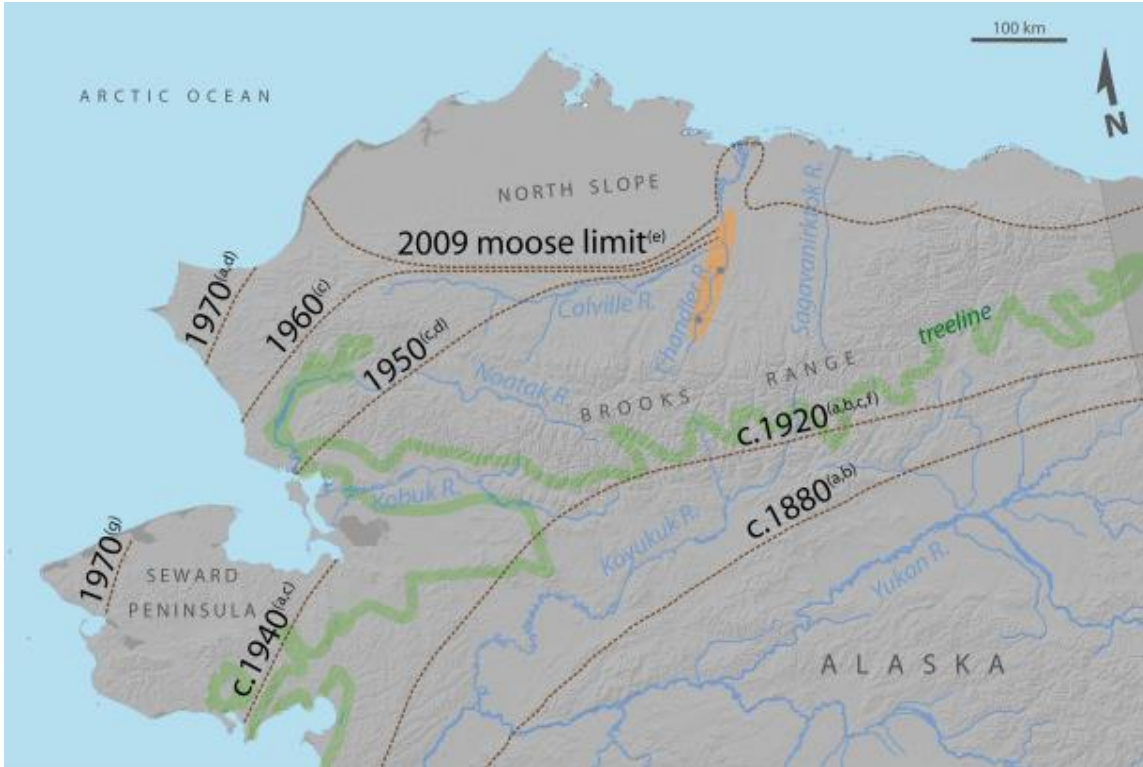 100 km
ARCTIC OCEAN
N
NORTH SLOPE
2009 moose limit(e)
1970(a,d)
1960(c)
1950(c,d)
Colville R.
Chandler R.
Sagavanirktok R.
treeline
Noatak R.
BROOKS RANGE
c.1920(a,b,c,f)
c.1880(a,b)
Kobuk R.
Koyukuk R.
Yukon R.
1970(g)
SEWARD
PENINSULA
c.1940(a,c)
ALASKA